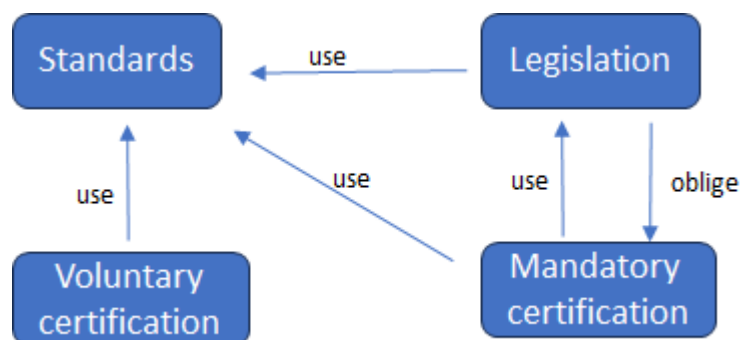 Standards
use
Legislation
use
use
use
oblige
Voluntary
certification
Mandatory
certification